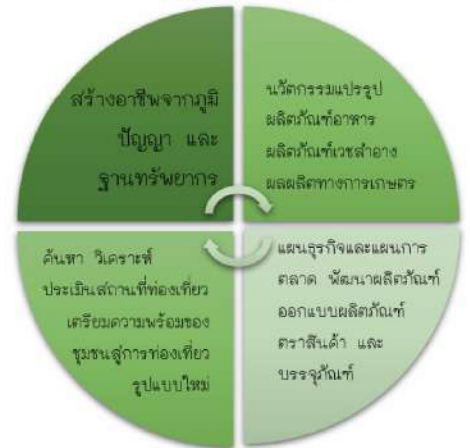 สร้างอาชีพจากภูมิ
ปัญญา และ
ฐานทรัพยากร
นวัตกรรมแปรรูป
ผลิตภัณฑ์อาหาร
ผลิตภัณฑ์เวชสำอาง
ผลผลิตทางการเกษตร
ค้นหา วิเคราะห์
ประเมินสถานที่ท่องเที่ยว
เตรียมความพร้อมของ
ชุมชนสู่การท่องเที่ยว
รูปแบบใหม่
แผนธุรกิจและแผนการ
ตลาด พัฒนาผลิตภัณฑ์
ออกแบบผลิตภัณฑ์
ตราสินค้า และ
บรรจุภัณฑ์